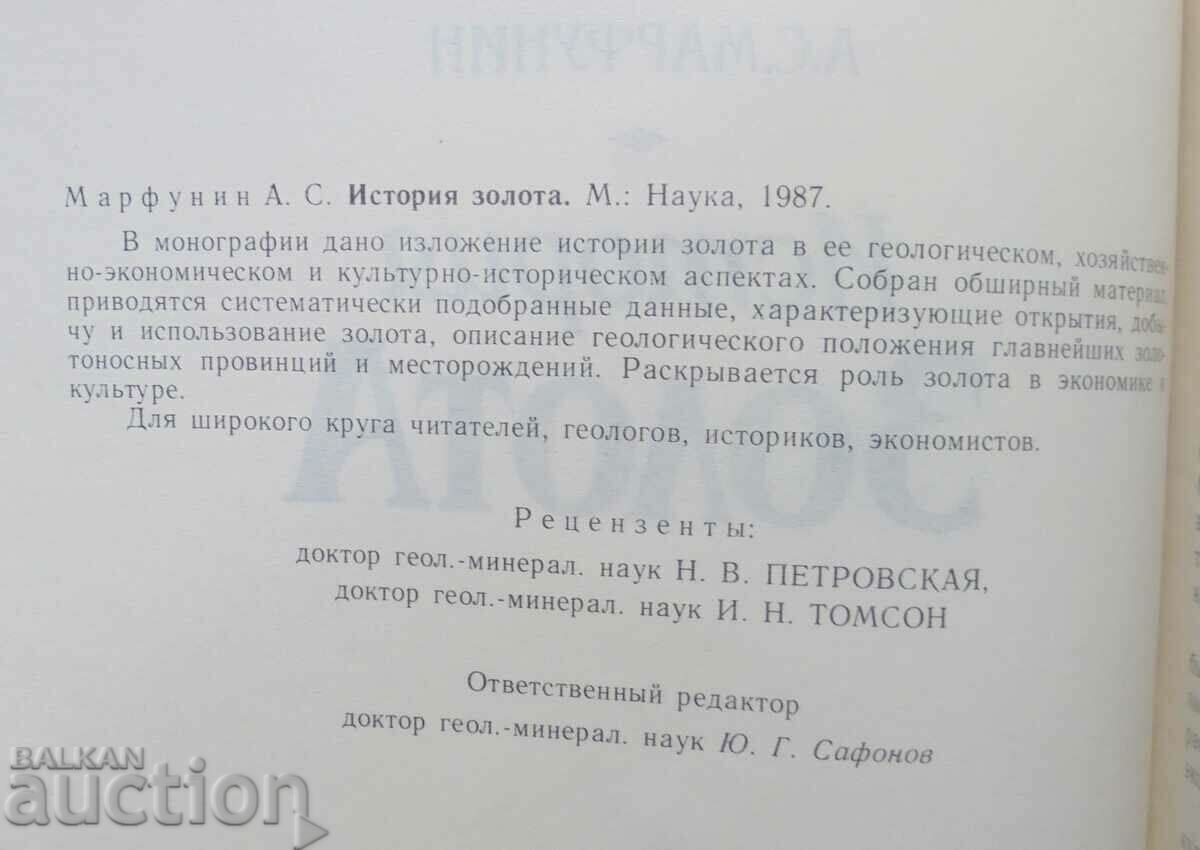 Марфунин А. С. История золота. М.: Наука, 1987.
В монографии дано изложение истории золота в ее геологическом, хозяйствен-
но-экономическом и культурно-историческом аспектах. Собран обширный материал,
приводятся систематически подобранные данные, характеризующие открытия, добы-
чу и использование золота, описание геологического положения главнейших золо-
тоносных провинций и месторождений. Раскрывается роль золота в экономике и
культуре.
Для широкого круга читателей, геологов, историков, экономистов.
Рецензенты:
доктор геол.-минерал. наук Н. В. ПЕТРОВСКАЯ,
доктор геол.-минерал. наук И. Н. ТОМСОН
Ответственный редактор
доктор геол.-минерал. наук Ю. Г. Сафонов
BALKAN
auction